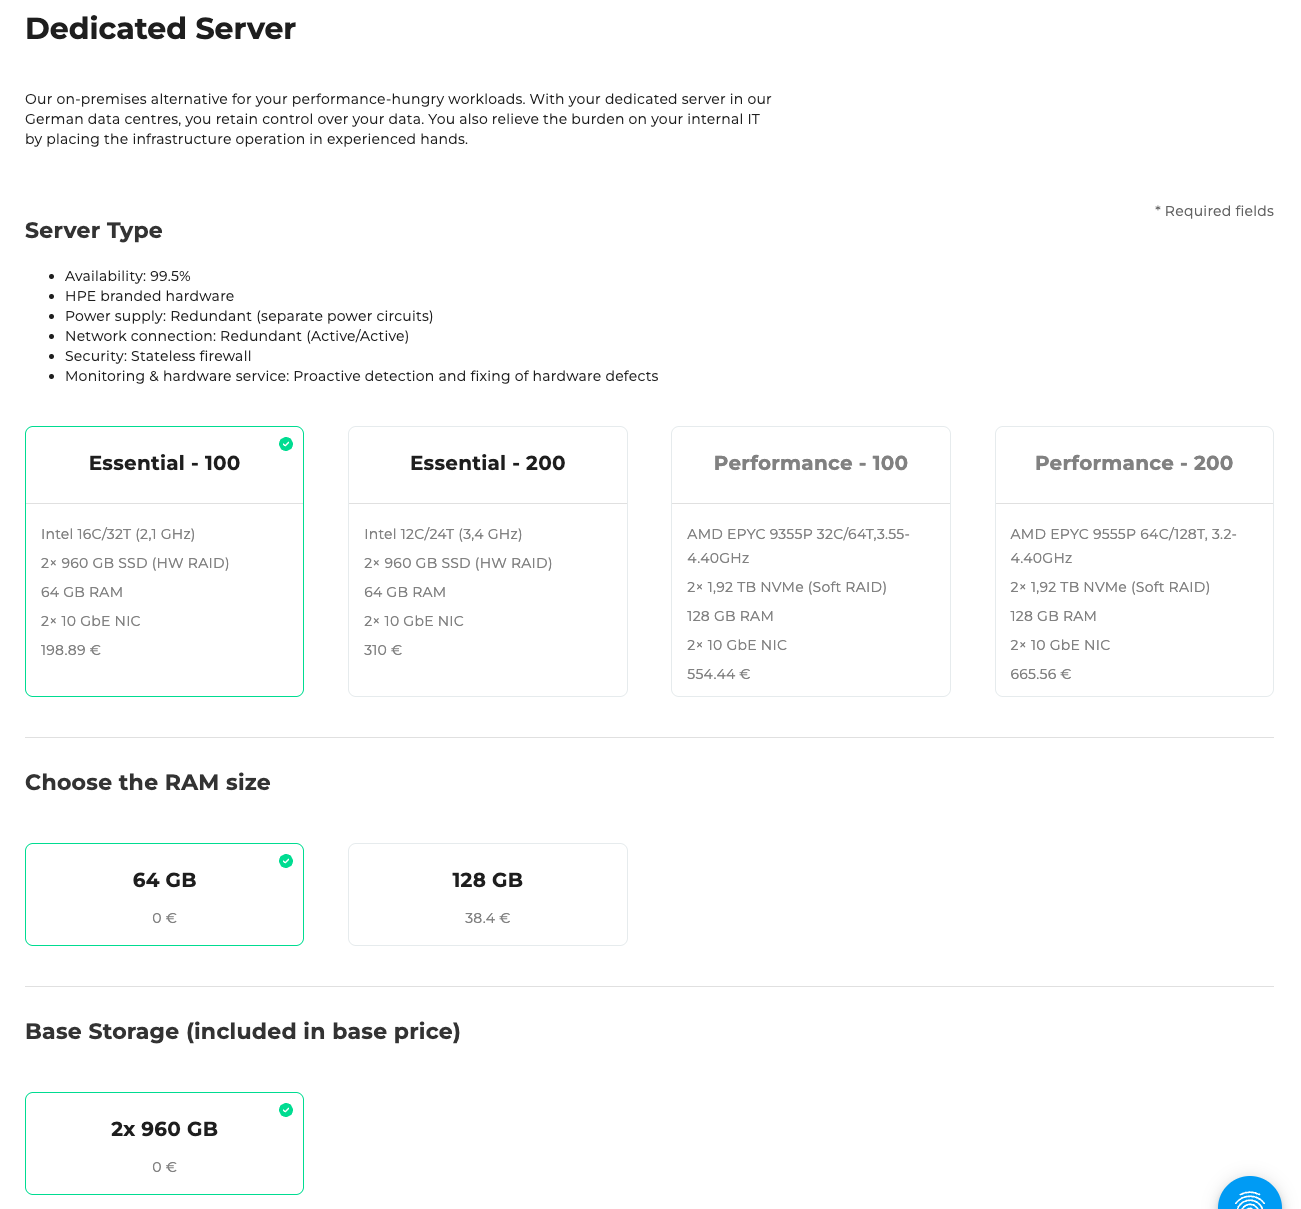 Dedicated Server
Our on-premises alternative for your performance-hungry workloads. With your dedicated server in our
German data centres, you retain control over your data. You also relieve the burden on your internal IT
by placing the infrastructure operation in experienced hands.
* Required fields
Server Type
Availability: 99.5%
HPE branded hardware
Power supply: Redundant (separate power circuits)
Network connection: Redundant (Active/Active)
Security: Stateless firewall
Monitoring & hardware service: Proactive detection and fixing of hardware defects
Essential - 100
Intel 16C/32T (2,1 GHz)
2× 960 GB SSD (HW RAID)
64 GB RAM
2× 10 GbE NIC
198.89 €
Essential - 200
Intel 12C/24T (3,4 GHz)
2× 960 GB SSD (HW RAID)
64 GB RAM
2× 10 GbE NIC
310 €
Performance - 100
AMD EPYC 9355P 32C/64T,3.55-
4.40GHz
2× 1,92 TB NVMe (Soft RAID)
128 GB RAM
2× 10 GbE NIC
554.44 €
Performance - 200
AMD EPYC 9555P 64C/128T, 3.2-
4.40GHz
2× 1,92 TB NVMe (Soft RAID)
128 GB RAM
2× 10 GbE NIC
665.56 €
Choose the RAM size
64 GB
0 €
128 GB
38.4 €
Base Storage (included in base price)
2x 960 GB
0 €